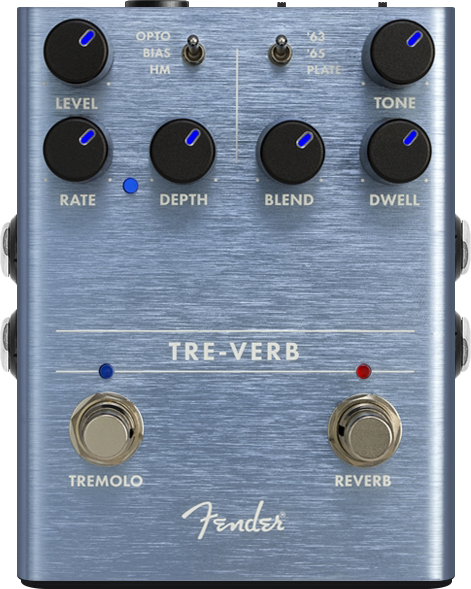 OPTO
BIAS
HM
'63
'65
PLATE
LEVEL
TONE
RATE
DEPTH
BLEND
DWELL
TRE-VERB
TREMOLO
REVERB
Fender